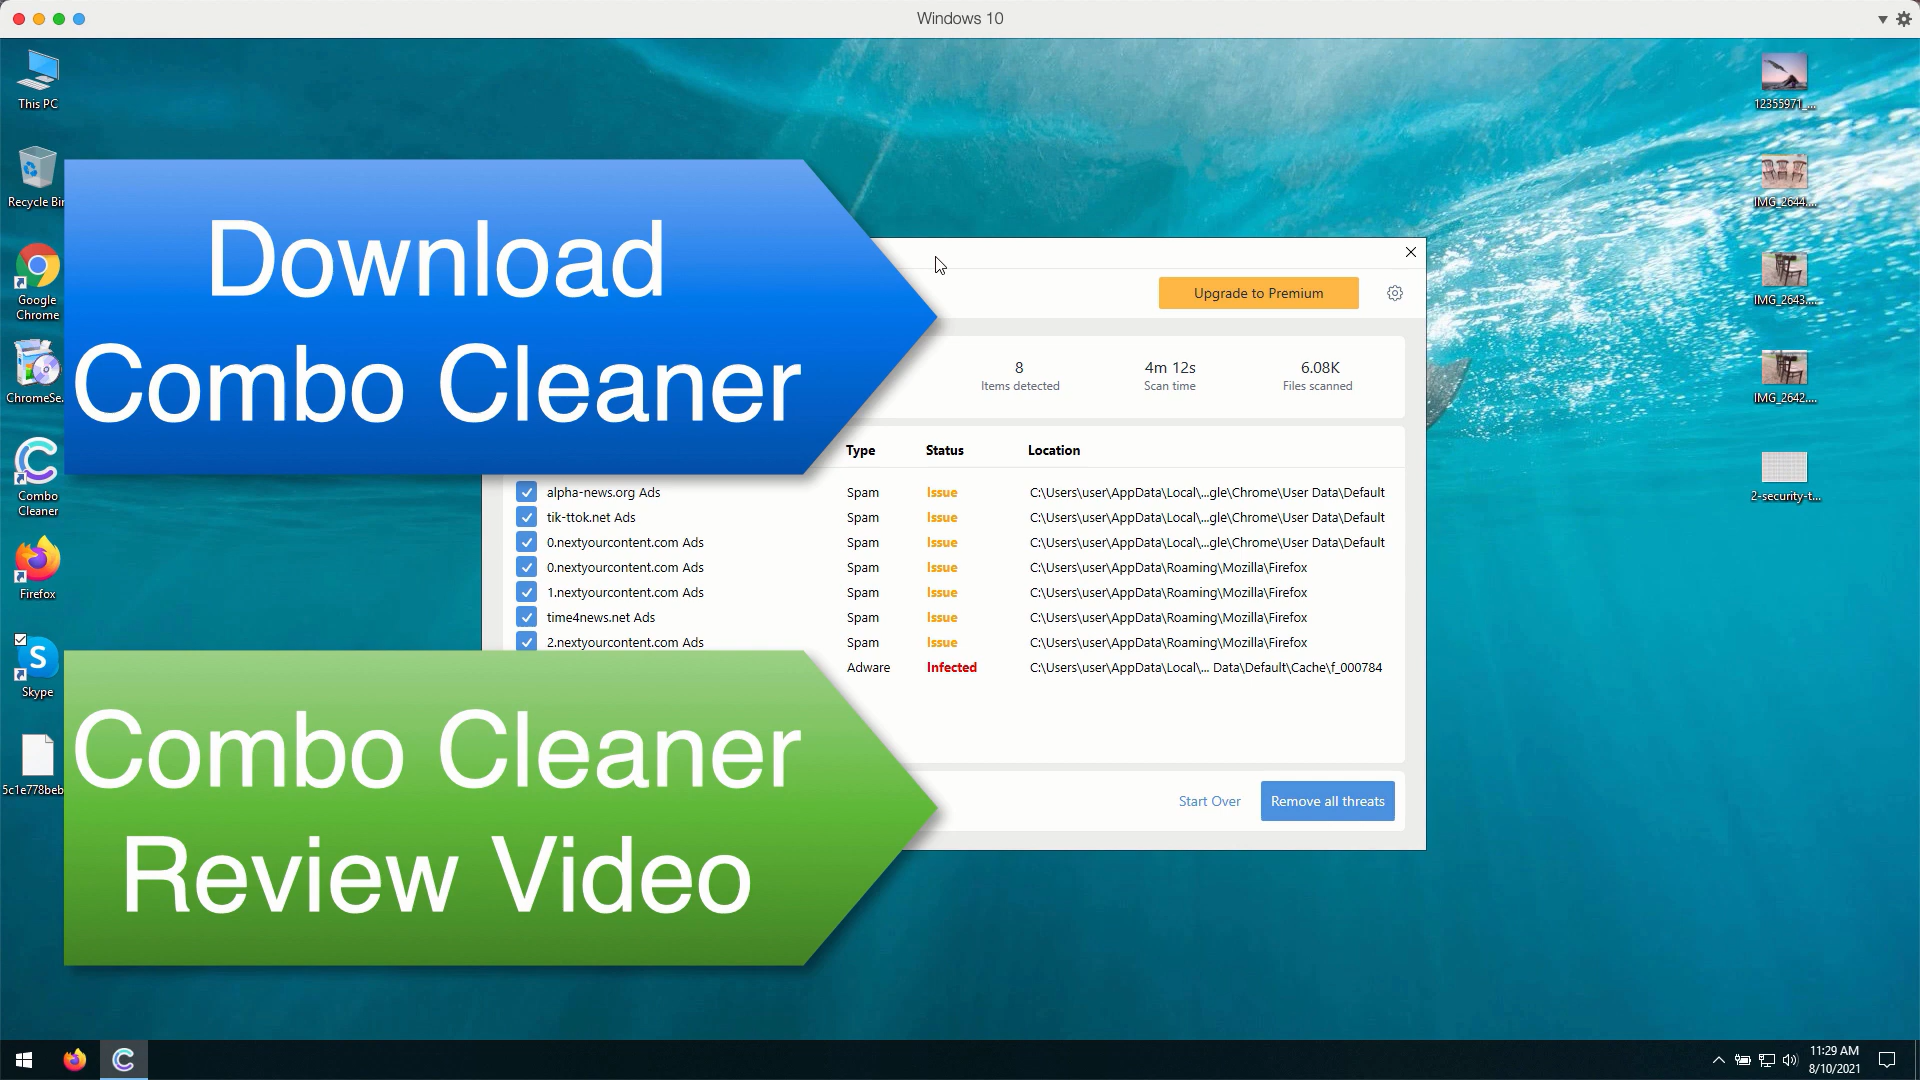 Windows 10
This PC
Recycle Bin
Google
Chrome
ChromeSe...
Combo
Cleaner
Firefox
Skype
5c1e778beb
12355971_...
IMG_2644....
IMG_2643....
IMG_2642....
2-security-t...
Download
Combo Cleaner
Combo Cleaner
Review Video
Upgrade to Premium
8
Items detected
4m 12s
Scan time
6.08K
Files scanned
Type Status Location
alpha-news.org Ads Spam Issue C:\Users\user\AppData\Local\...gle\Chrome\User Data\Default
tik-ttok.net Ads Spam Issue C:\Users\user\AppData\Local\...gle\Chrome\User Data\Default
0.nextyourcontent.com Ads Spam Issue C:\Users\user\AppData\Local\...gle\Chrome\User Data\Default
0.nextyourcontent.com Ads Spam Issue C:\Users\user\AppData\Roaming\Mozilla\Firefox
1.nextyourcontent.com Ads Spam Issue C:\Users\user\AppData\Roaming\Mozilla\Firefox
time4news.net Ads Spam Issue C:\Users\user\AppData\Roaming\Mozilla\Firefox
2.nextyourcontent.com Ads Spam Issue C:\Users\user\AppData\Roaming\Mozilla\Firefox
Adware Infected C:\Users\user\AppData\Local\... Data\Default\Cache\f_000784
Start Over
Remove all threats
11:29 AM
8/10/2021